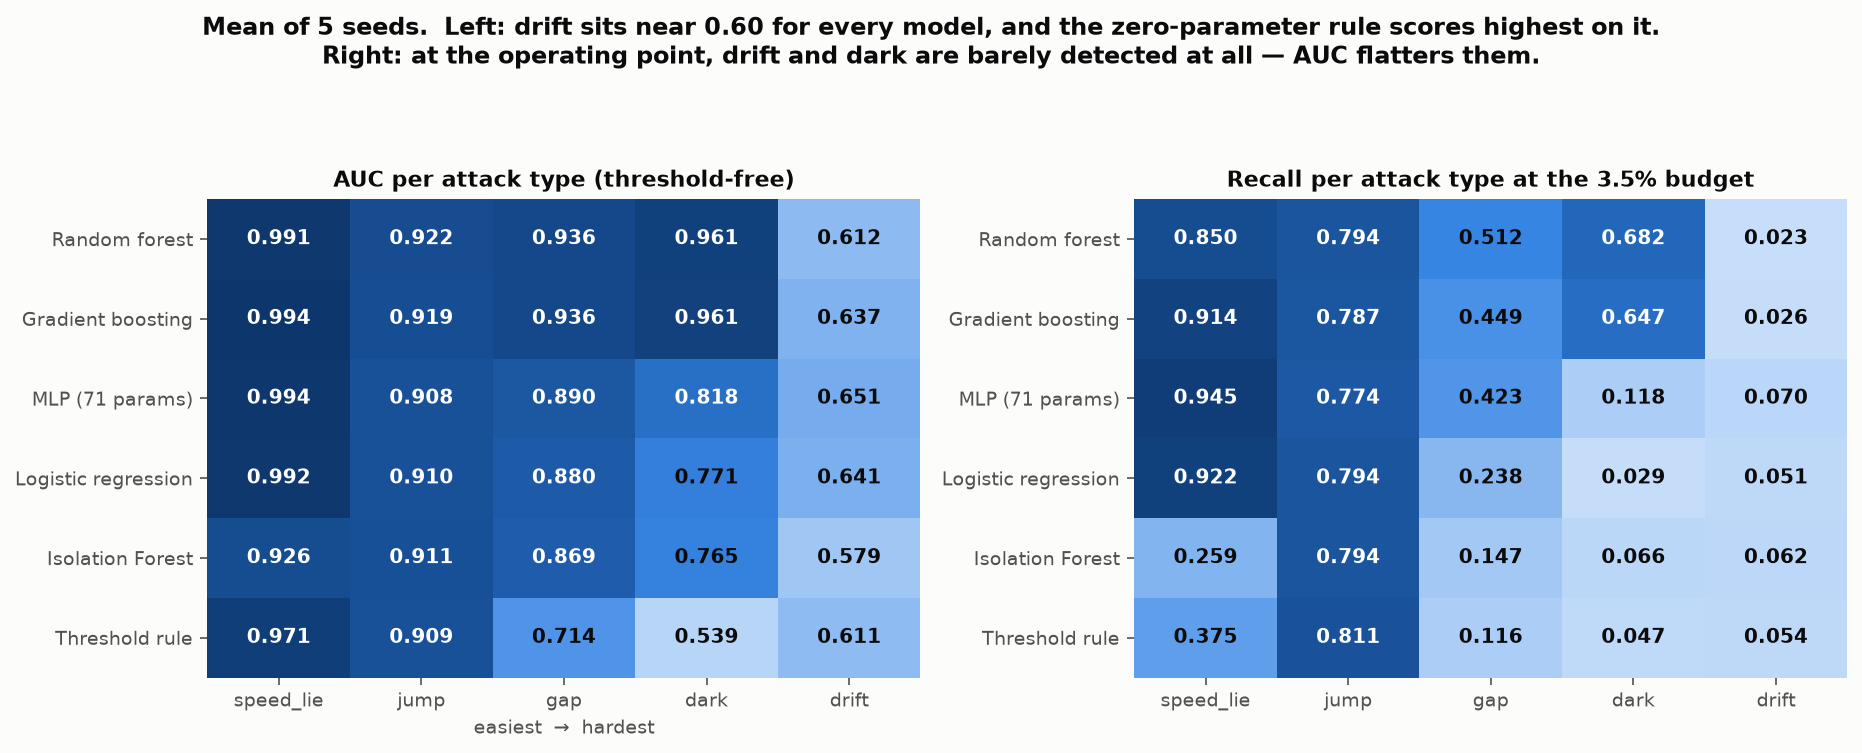 Mean of 5 seeds.  Left: drift sits near 0.60 for every model, and the zero-parameter rule scores highest on it.
Right: at the operating point, drift and dark are barely detected at all — AUC flatters them.
AUC per attack type (threshold-free)
Random forest 0.991 0.922 0.936 0.961 0.612
Gradient boosting 0.994 0.919 0.936 0.961 0.637
MLP (71 params) 0.994 0.908 0.890 0.818 0.651
Logistic regression 0.992 0.910 0.880 0.771 0.641
Isolation Forest 0.926 0.911 0.869 0.765 0.579
Threshold rule 0.971 0.909 0.714 0.539 0.611
speed_lie jump gap dark drift
easiest → hardest
Recall per attack type at the 3.5% budget
Random forest 0.850 0.794 0.512 0.682 0.023
Gradient boosting 0.914 0.787 0.449 0.647 0.026
MLP (71 params) 0.945 0.774 0.423 0.118 0.070
Logistic regression 0.922 0.794 0.238 0.029 0.051
Isolation Forest 0.259 0.794 0.147 0.066 0.062
Threshold rule 0.375 0.811 0.116 0.047 0.054
speed_lie jump gap dark drift